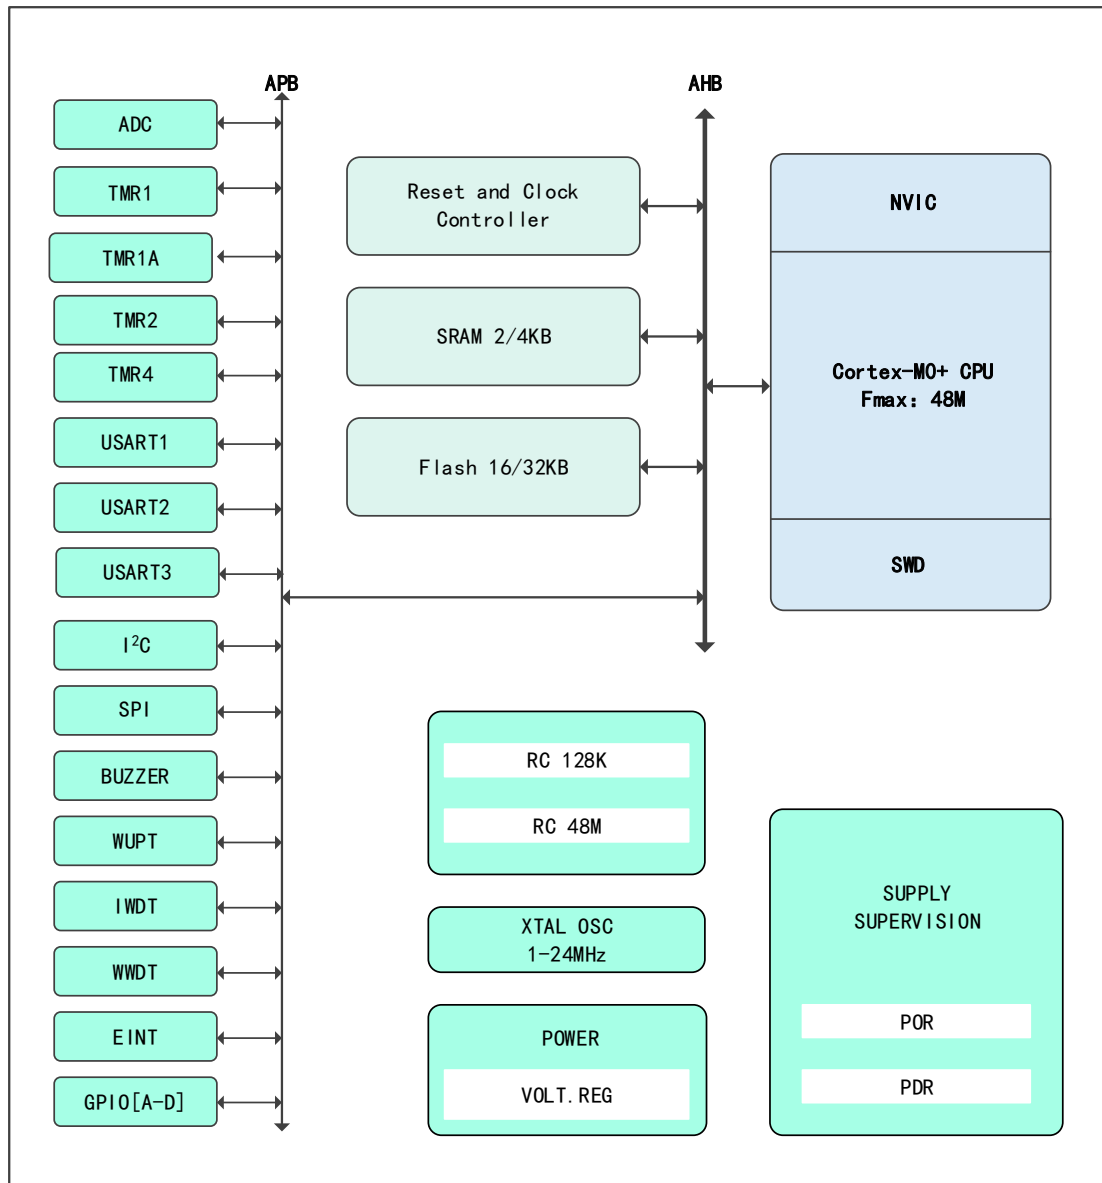 APB
ADC
TMR1
TMR1A
TMR2
TMR4
USART1
USART2
USART3
I²C
SPI
BUZZER
WUPT
IWDT
WWDT
EINT
GPIO[A-D]
AHB
Reset and Clock
Controller
SRAM 2/4KB
Flash 16/32KB
NVIC
Cortex-M0+ CPU
Fmax: 48M
SWD
RC 128K
RC 48M
XTAL OSC
1-24MHz
POWER
VOLT.REG
SUPPLY
SUPERVISION
POR
PDR